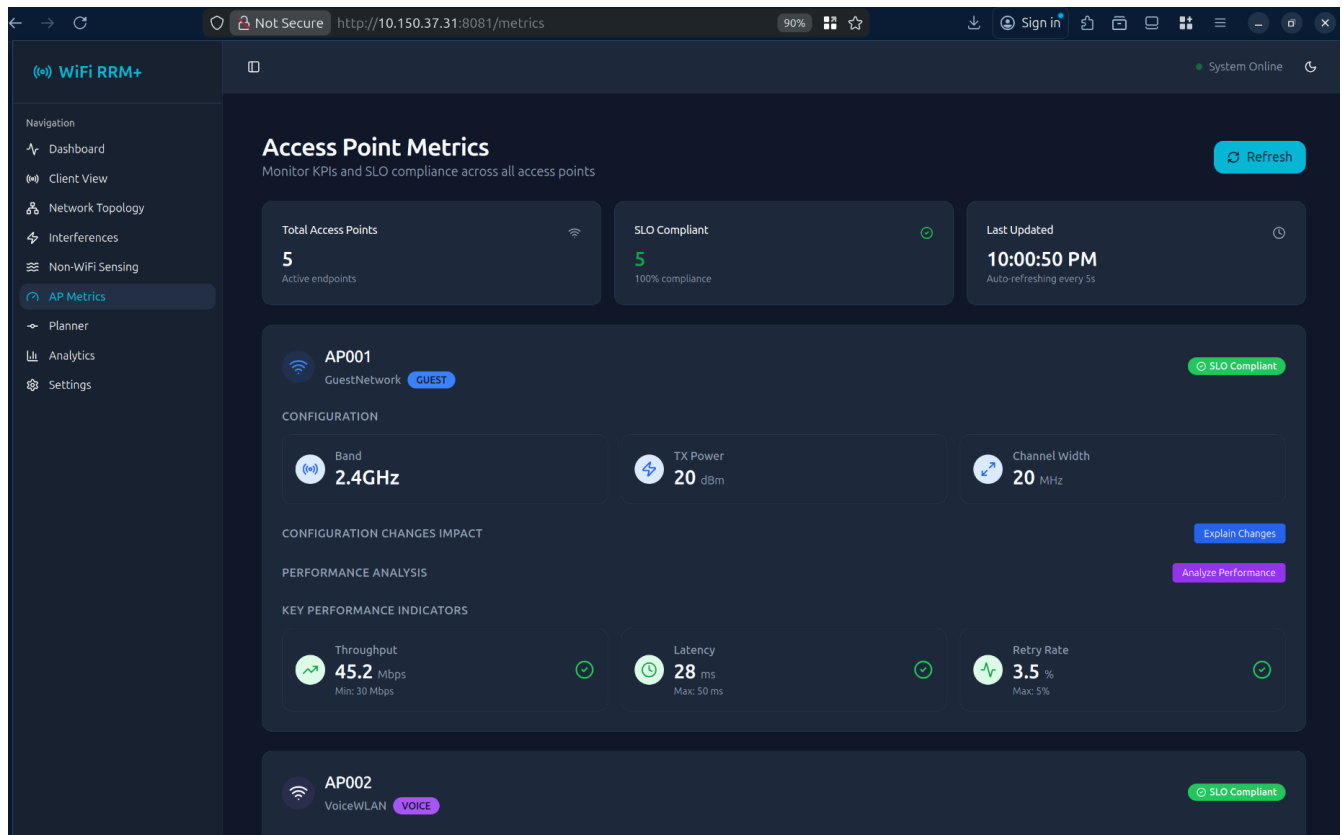 Not Secure http://10.150.37.31:8081/metrics 90% Sign in
WiFi RRM+
System Online
Navigation
Dashboard
Client View
Network Topology
Interferences
Non-WiFi Sensing
AP Metrics
Planner
Analytics
Settings
Access Point Metrics
Monitor KPIs and SLO compliance across all access points
Refresh
Total Access Points
5
Active endpoints
SLO Compliant
5
100% compliance
Last Updated
10:00:50 PM
Auto-refreshing every 5s
AP001
GuestNetwork GUEST
SLO Compliant
CONFIGURATION
Band
2.4GHz
TX Power
20 dBm
Channel Width
20 MHz
CONFIGURATION CHANGES IMPACT
Explain Changes
PERFORMANCE ANALYSIS
Analyze Performance
KEY PERFORMANCE INDICATORS
Throughput
45.2 Mbps
Min: 30 Mbps
Latency
28 ms
Max: 50 ms
Retry Rate
3.5 %
Max: 5%
AP002
VoiceWLAN VOICE
SLO Compliant